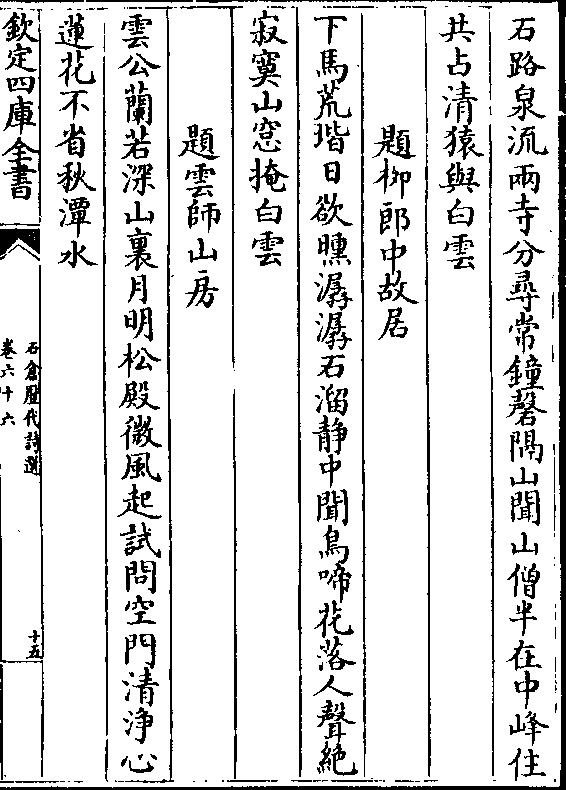 石路泉流兩寺分尋常鐘磬隔山聞山僧半在中峰住
共占清猿與白雲
題柳郎中故居
下馬荒堦日欲曛潺潺石溜静中聞鳥啼花落人聲絶
寂寞山窓掩白雲
題雲師山房
雲公蘭若深山裏月明松殿微風起試問空門清浄心
蓮花不省秋潭水
欽定四庫全書
石倉歷代詩選
卷六十六
十五